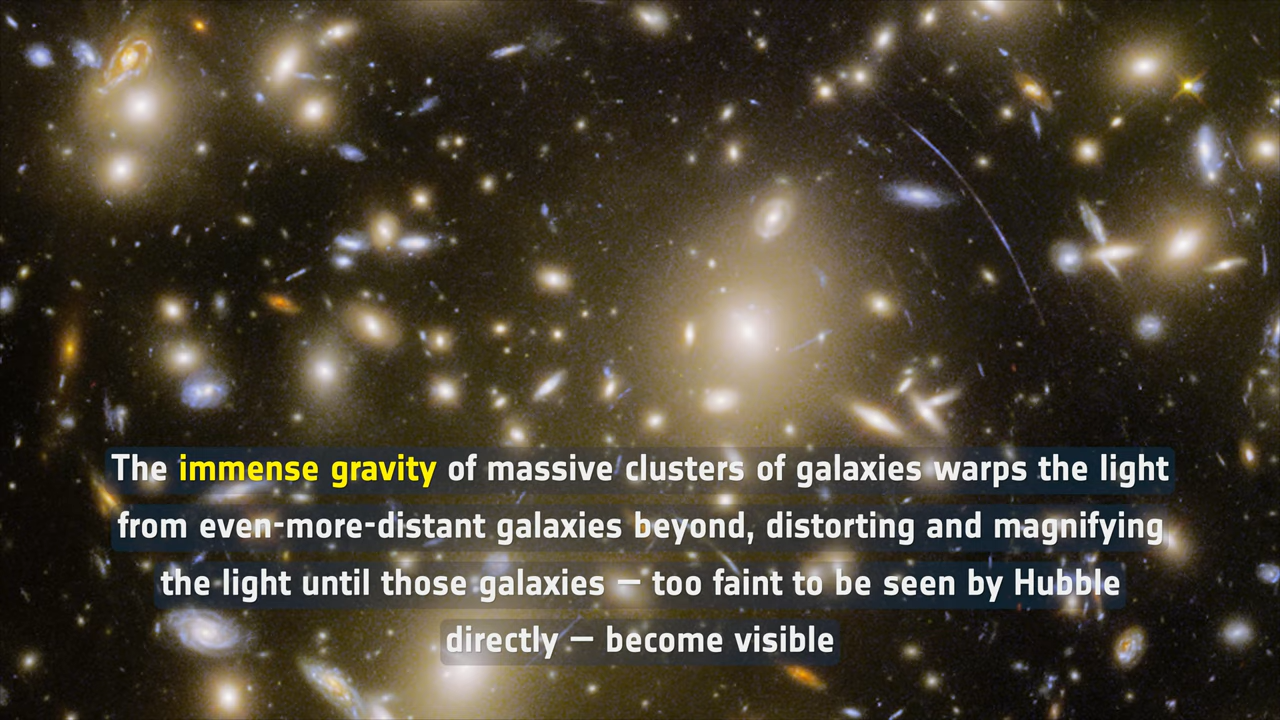 The immense gravity of massive clusters of galaxies warps the light
from even-more-distant galaxies beyond, distorting and magnifying
the light until those galaxies — too faint to be seen by Hubble
directly — become visible